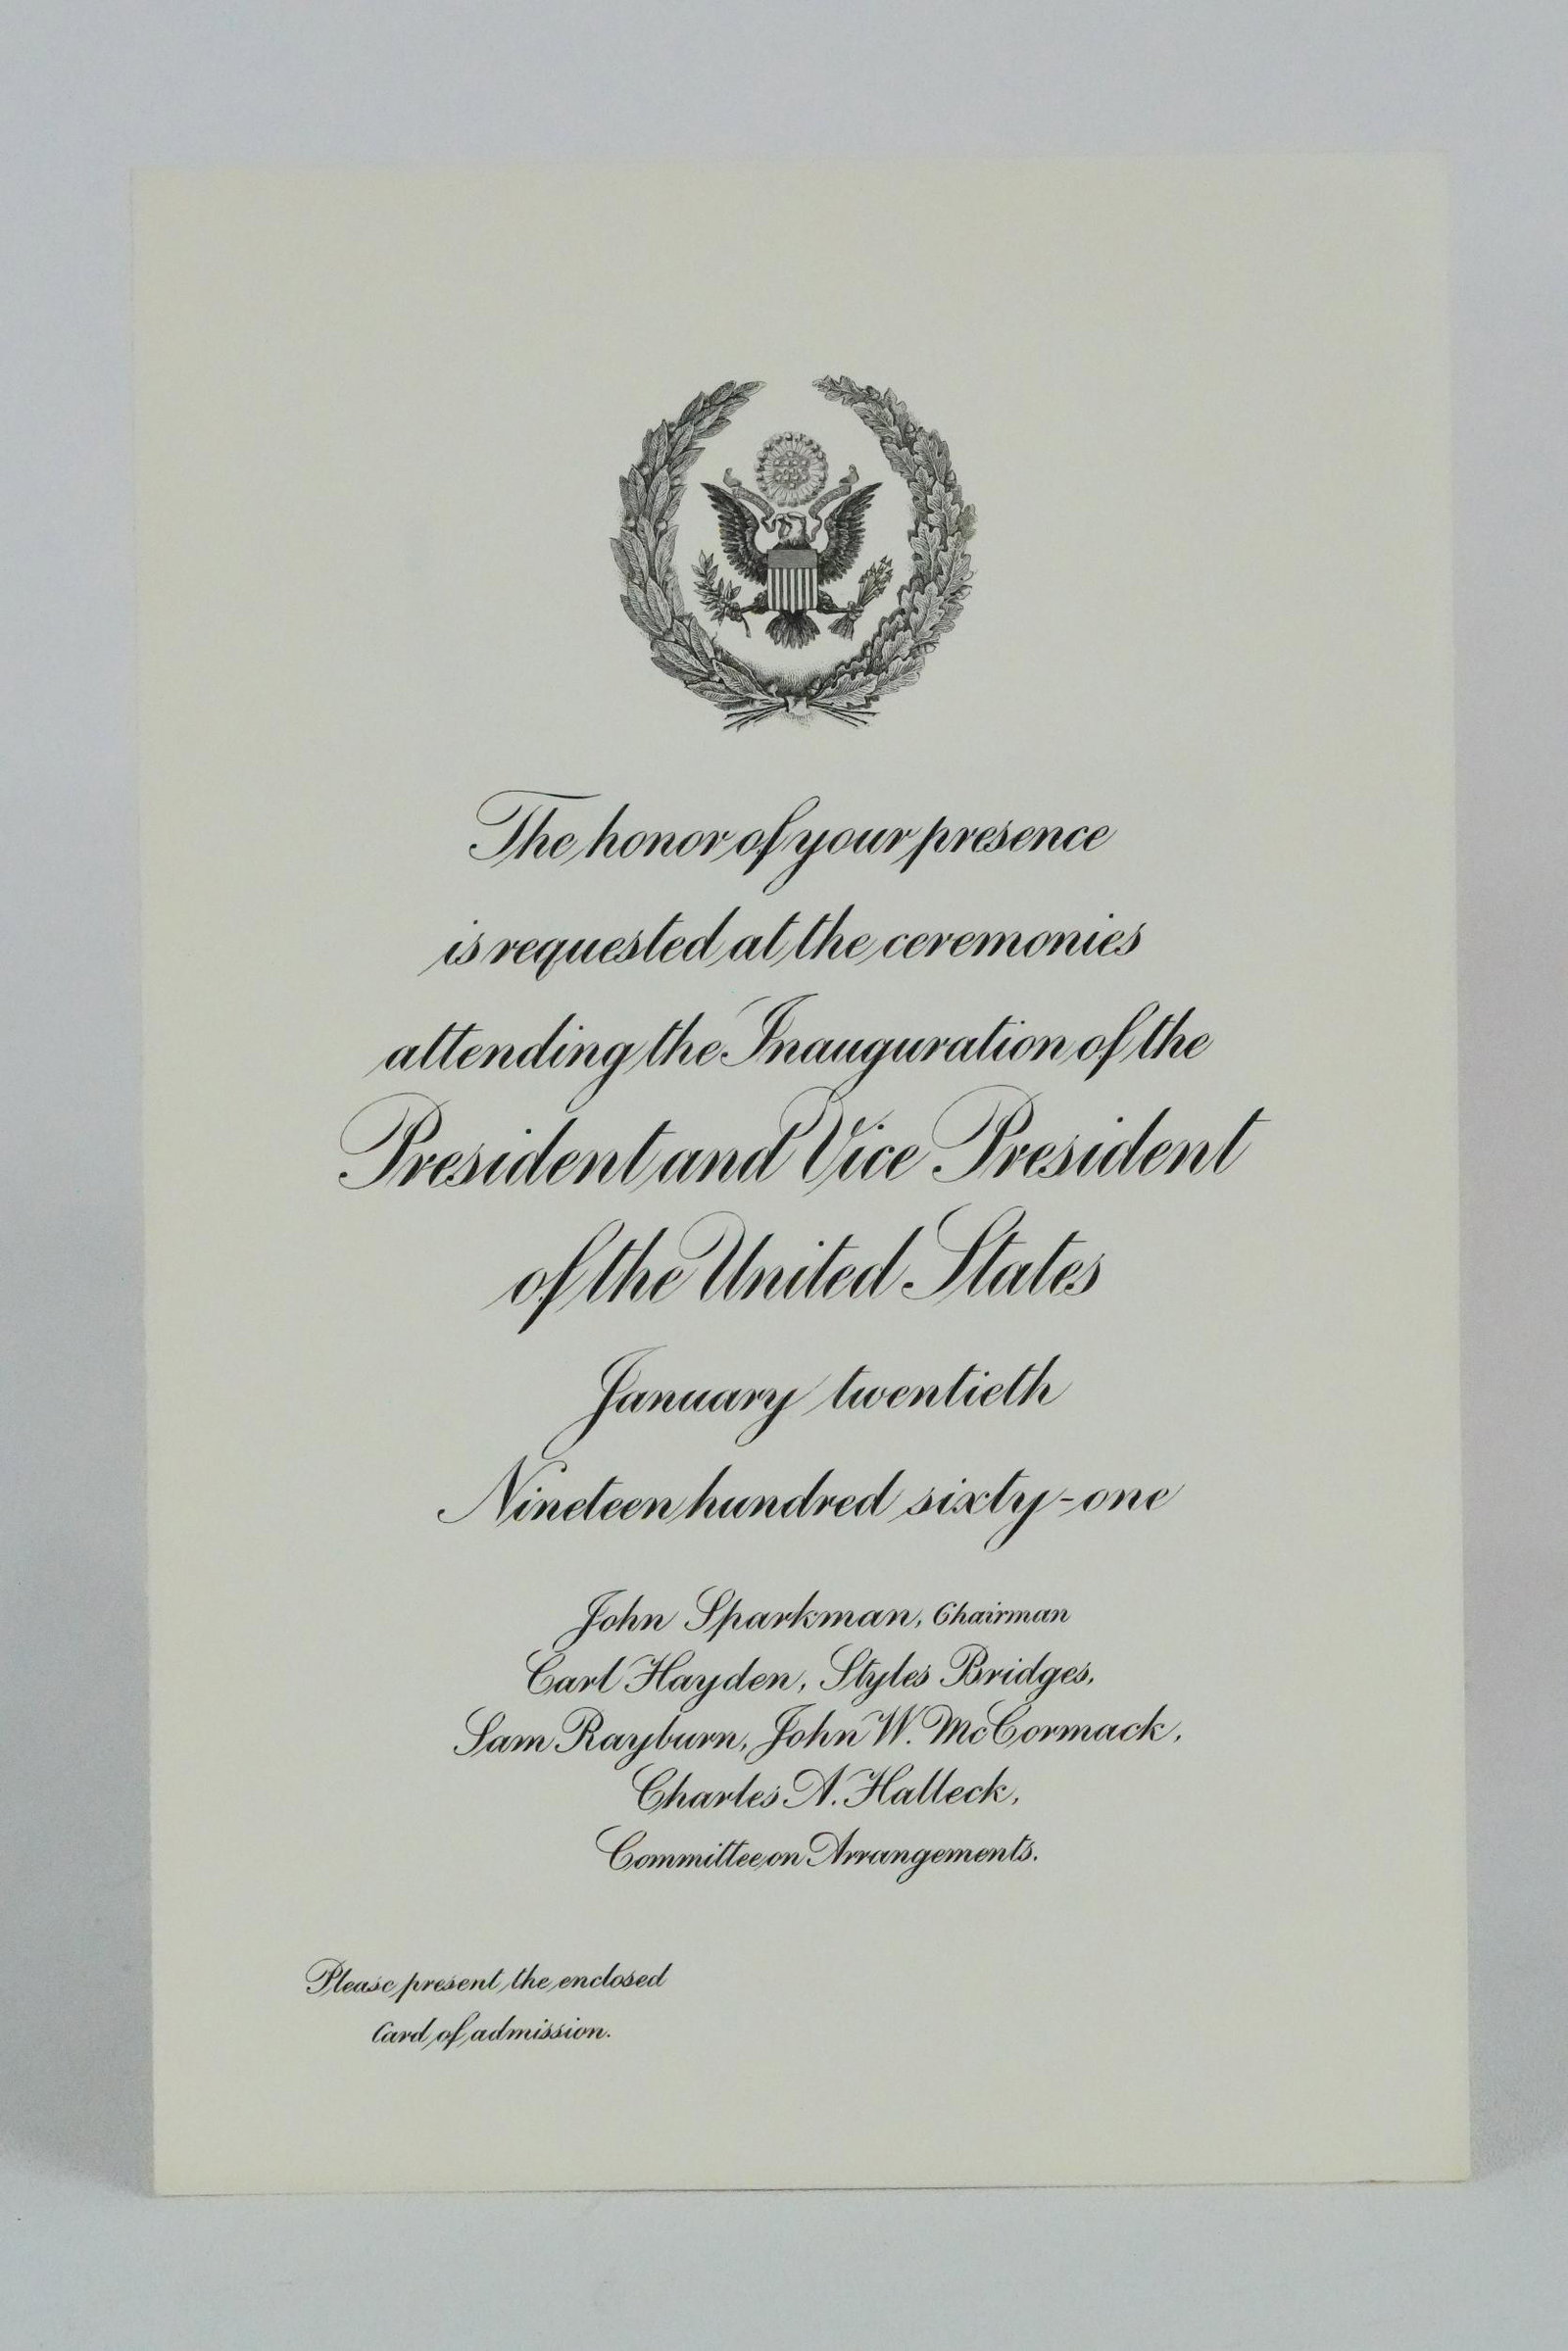 The honor of your presence
is requested at the ceremonies
attending the Inauguration of the
President and Vice President
of the United States
January twentieth
Nineteen hundred sixty-one
John Sparkman, Chairman
Carl Hayden, Styles Bridges,
Sam Rayburn, John W. McCormack,
Charles A. Halleck,
Committee on Arrangements.
Please present the enclosed
Card of admission.